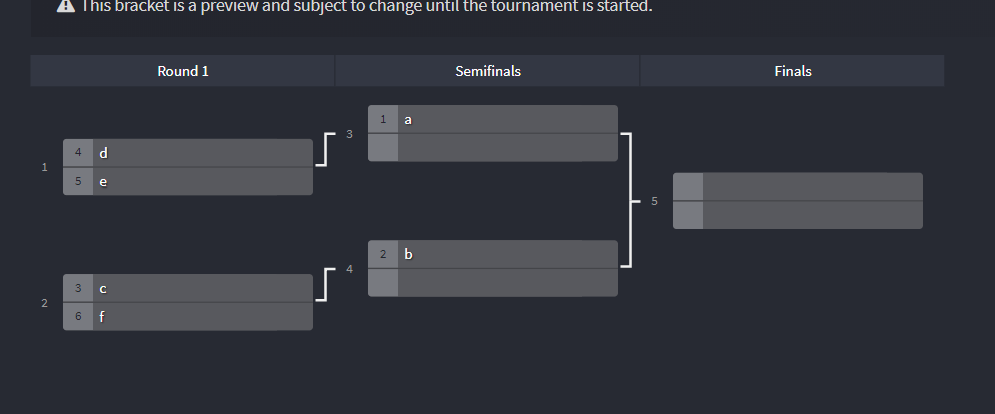 This bracket is a preview and subject to change until the tournament is started.
Round 1
Semifinals
Finals
1
4 d
5 e
2
3 c
6 f
3
1 a
4
2 b
5